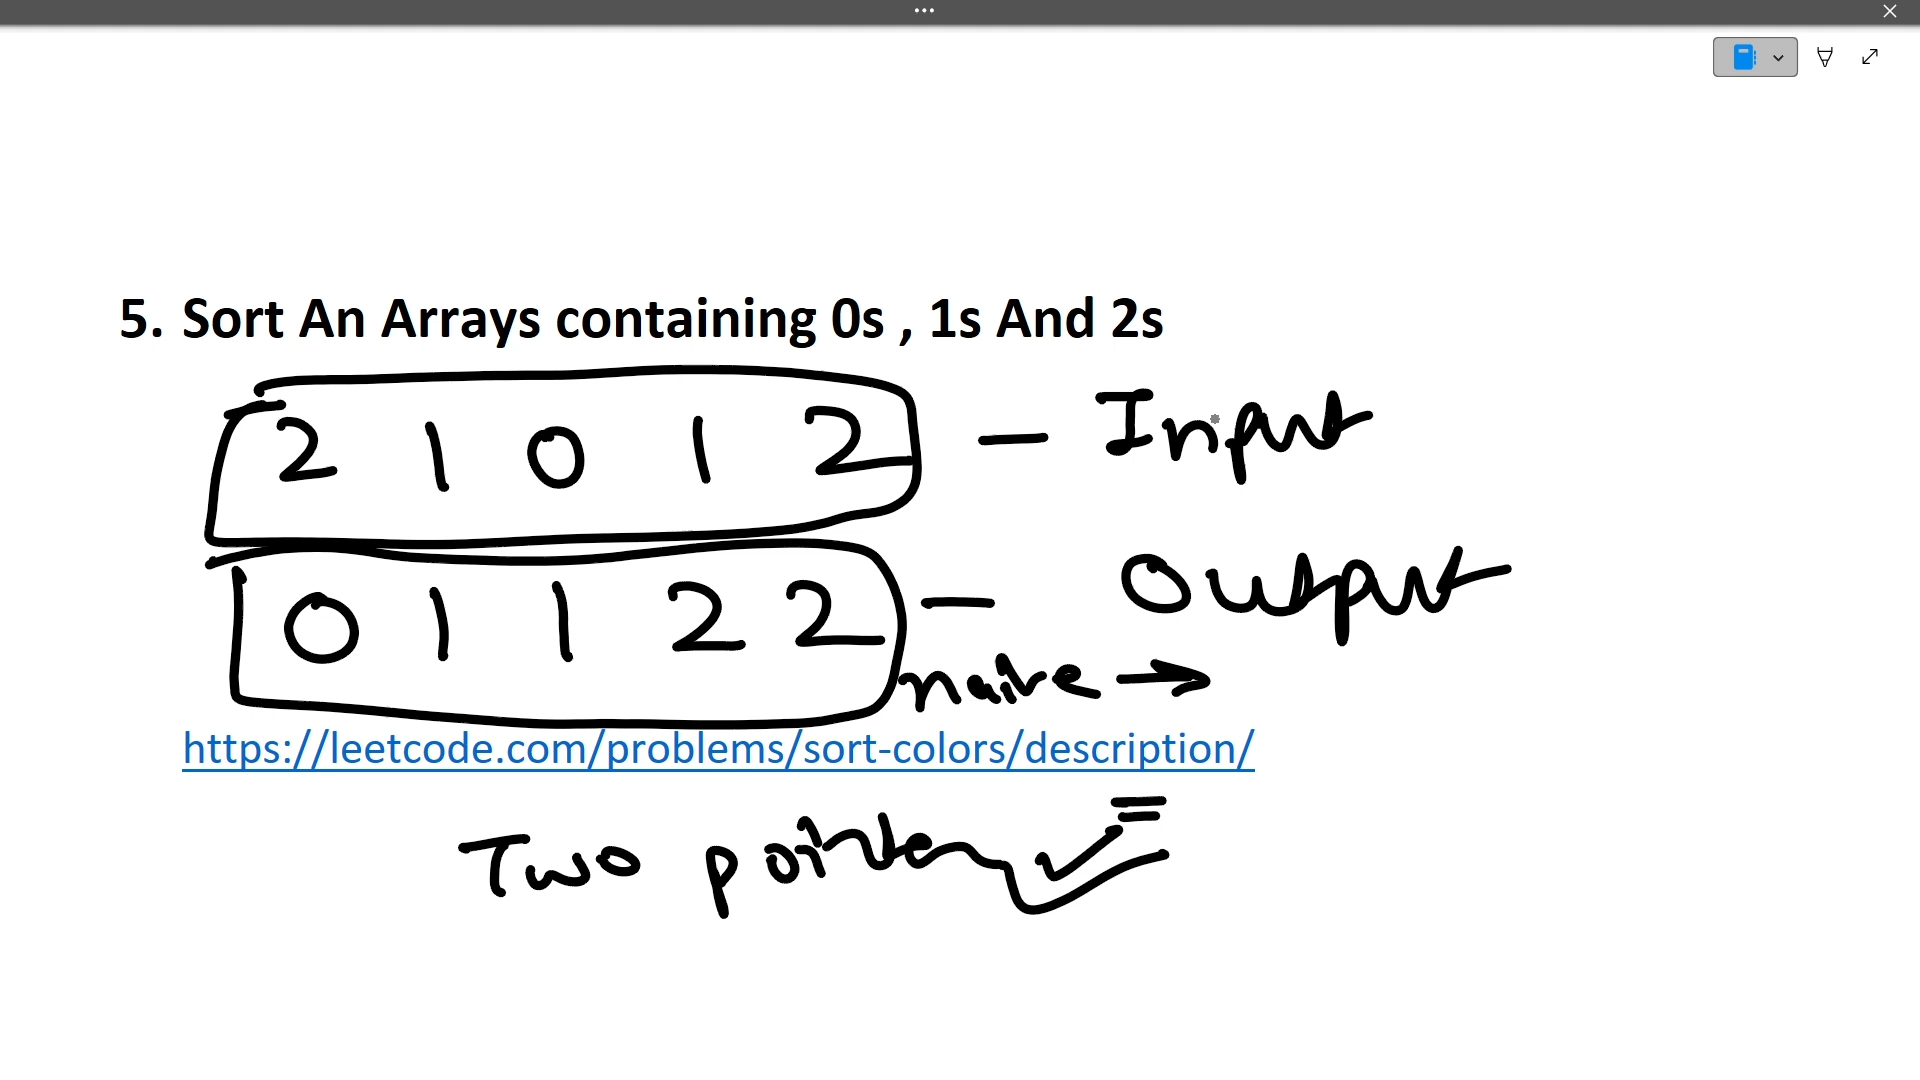 5. Sort An Arrays containing 0s , 1s And 2s
2 1 0 1 2 — Input
0 1 1 2 2 — Output
naive →
https://leetcode.com/problems/sort-colors/description/
Two pointer